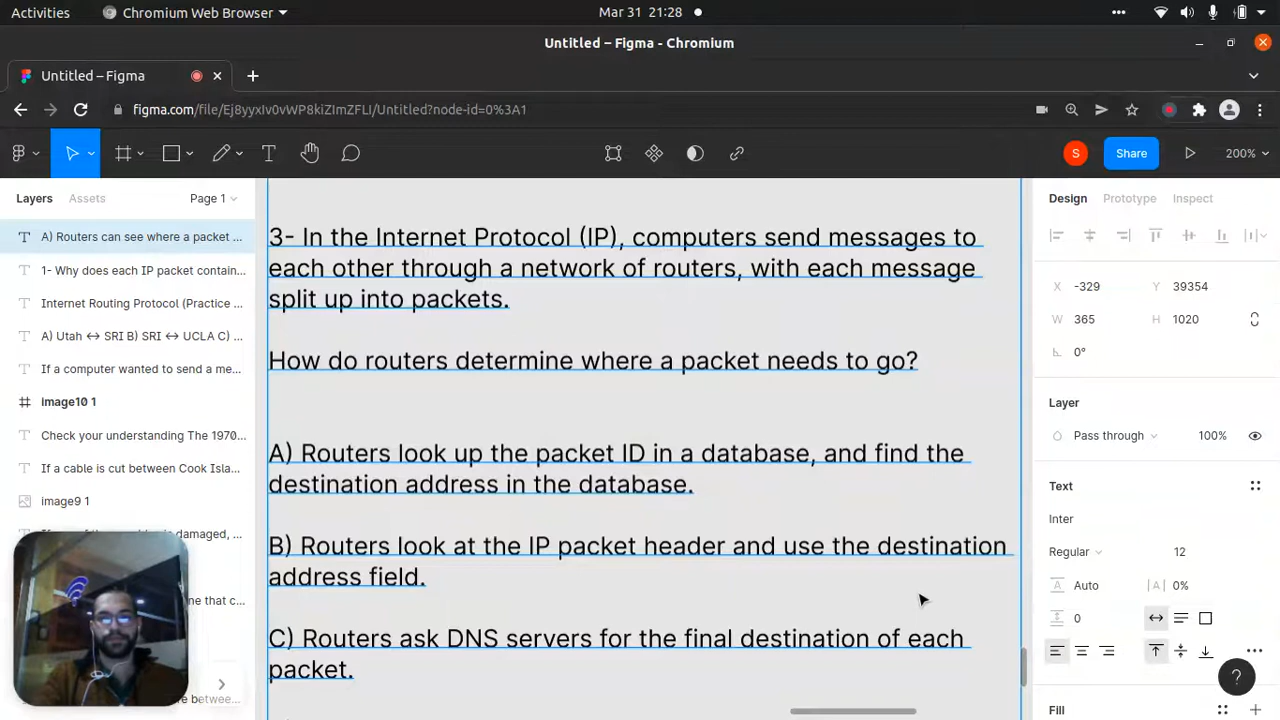 Activities
Chromium Web Browser
Mar 31 21:28
Untitled – Figma - Chromium
Untitled – Figma
figma.com/file/Ej8yyxIv0vWP8kiZImZFLI/Untitled?node-id=0%3A1
S
Share
200%
Layers
Assets
Page 1
Design
Prototype
Inspect
A) Routers can see where a packet ...
1- Why does each IP packet contain...
Internet Routing Protocol (Practice ...
A) Utah ↔ SRI B) SRI ↔ UCLA C) ...
If a computer wanted to send a me...
image10 1
Check your understanding The 1970...
If a cable is cut between Cook Isla...
image9 1
3- In the Internet Protocol (IP), computers send messages to
each other through a network of routers, with each message
split up into packets.
How do routers determine where a packet needs to go?
A) Routers look up the packet ID in a database, and find the
destination address in the database.
B) Routers look at the IP packet header and use the destination
address field.
C) Routers ask DNS servers for the final destination of each
packet.
X -329 Y 39354
W 365 H 1020
0°
Layer
Pass through 100%
Text
Inter
Regular 12
Auto 0%
0
Fill
?